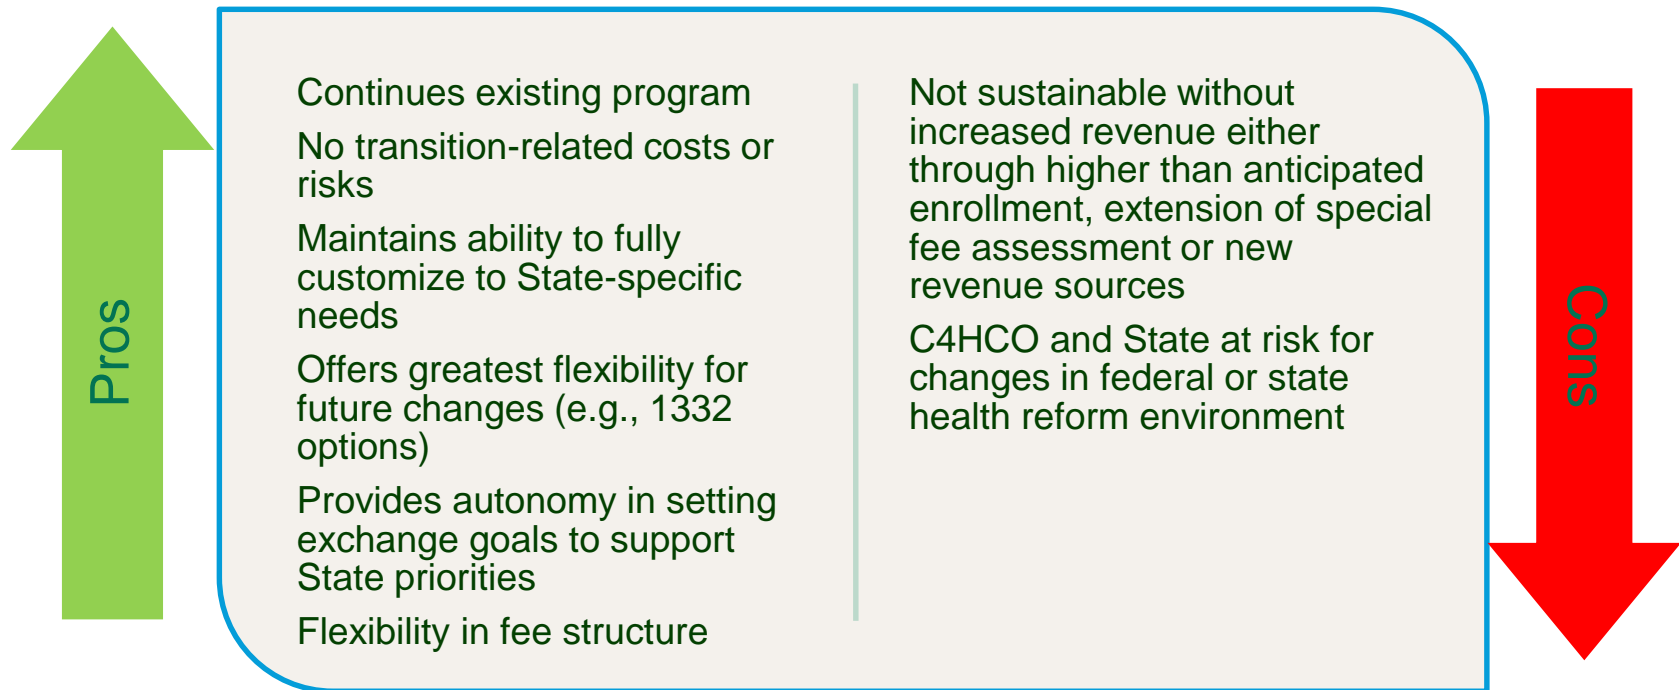 Pros
Continues existing program
No transition-related costs or
risks
Maintains ability to fully
customize to State-specific
needs
Offers greatest flexibility for
future changes (e.g., 1332
options)
Provides autonomy in setting
exchange goals to support
State priorities
Flexibility in fee structure
Not sustainable without
increased revenue either
through higher than anticipated
enrollment, extension of special
fee assessment or new
revenue sources
C4HCO and State at risk for
changes in federal or state
health reform environment
Cons